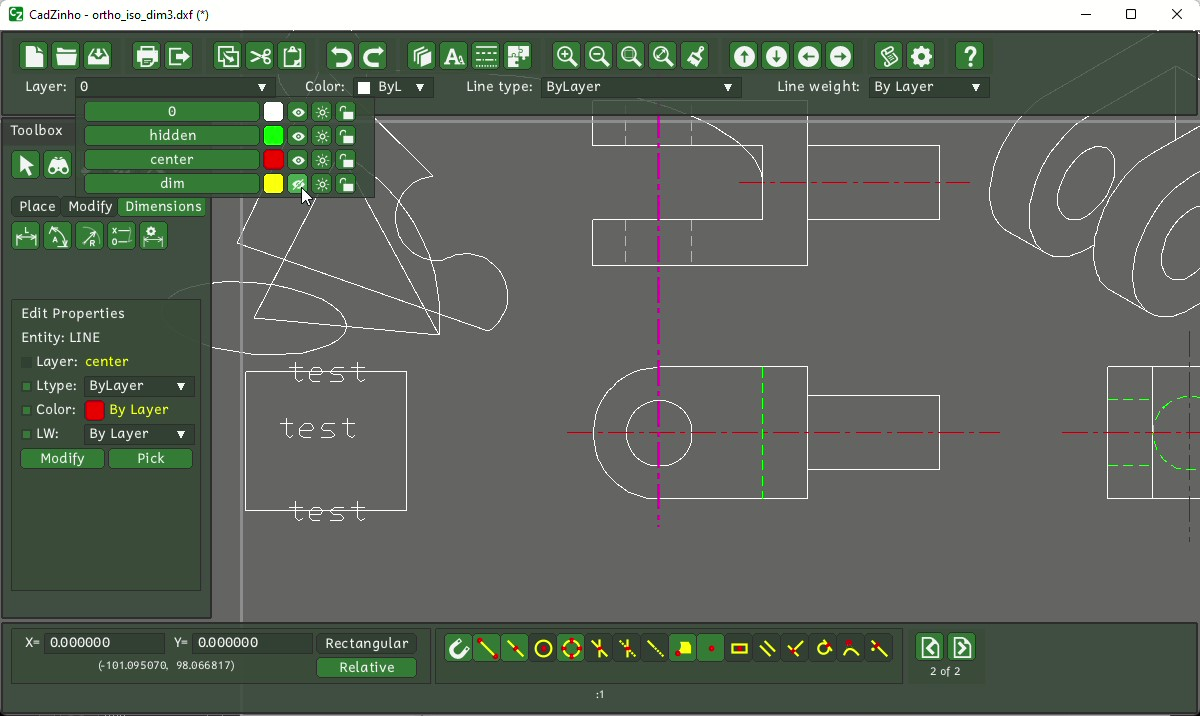 CadZinho - ortho_iso_dim3.dxf (*)
Layer: 0 Color: ByL Line type: ByLayer Line weight: By Layer
0
hidden
center
dim
Toolbox
Place Modify Dimensions
Edit Properties
Entity: LINE
Layer: center
Ltype: ByLayer
Color: By Layer
LW: By Layer
Modify Pick
test
test
test
X= 0.000000 Y= 0.000000 Rectangular
(-101.095070, 98.066817) Relative
2 of 2
:1